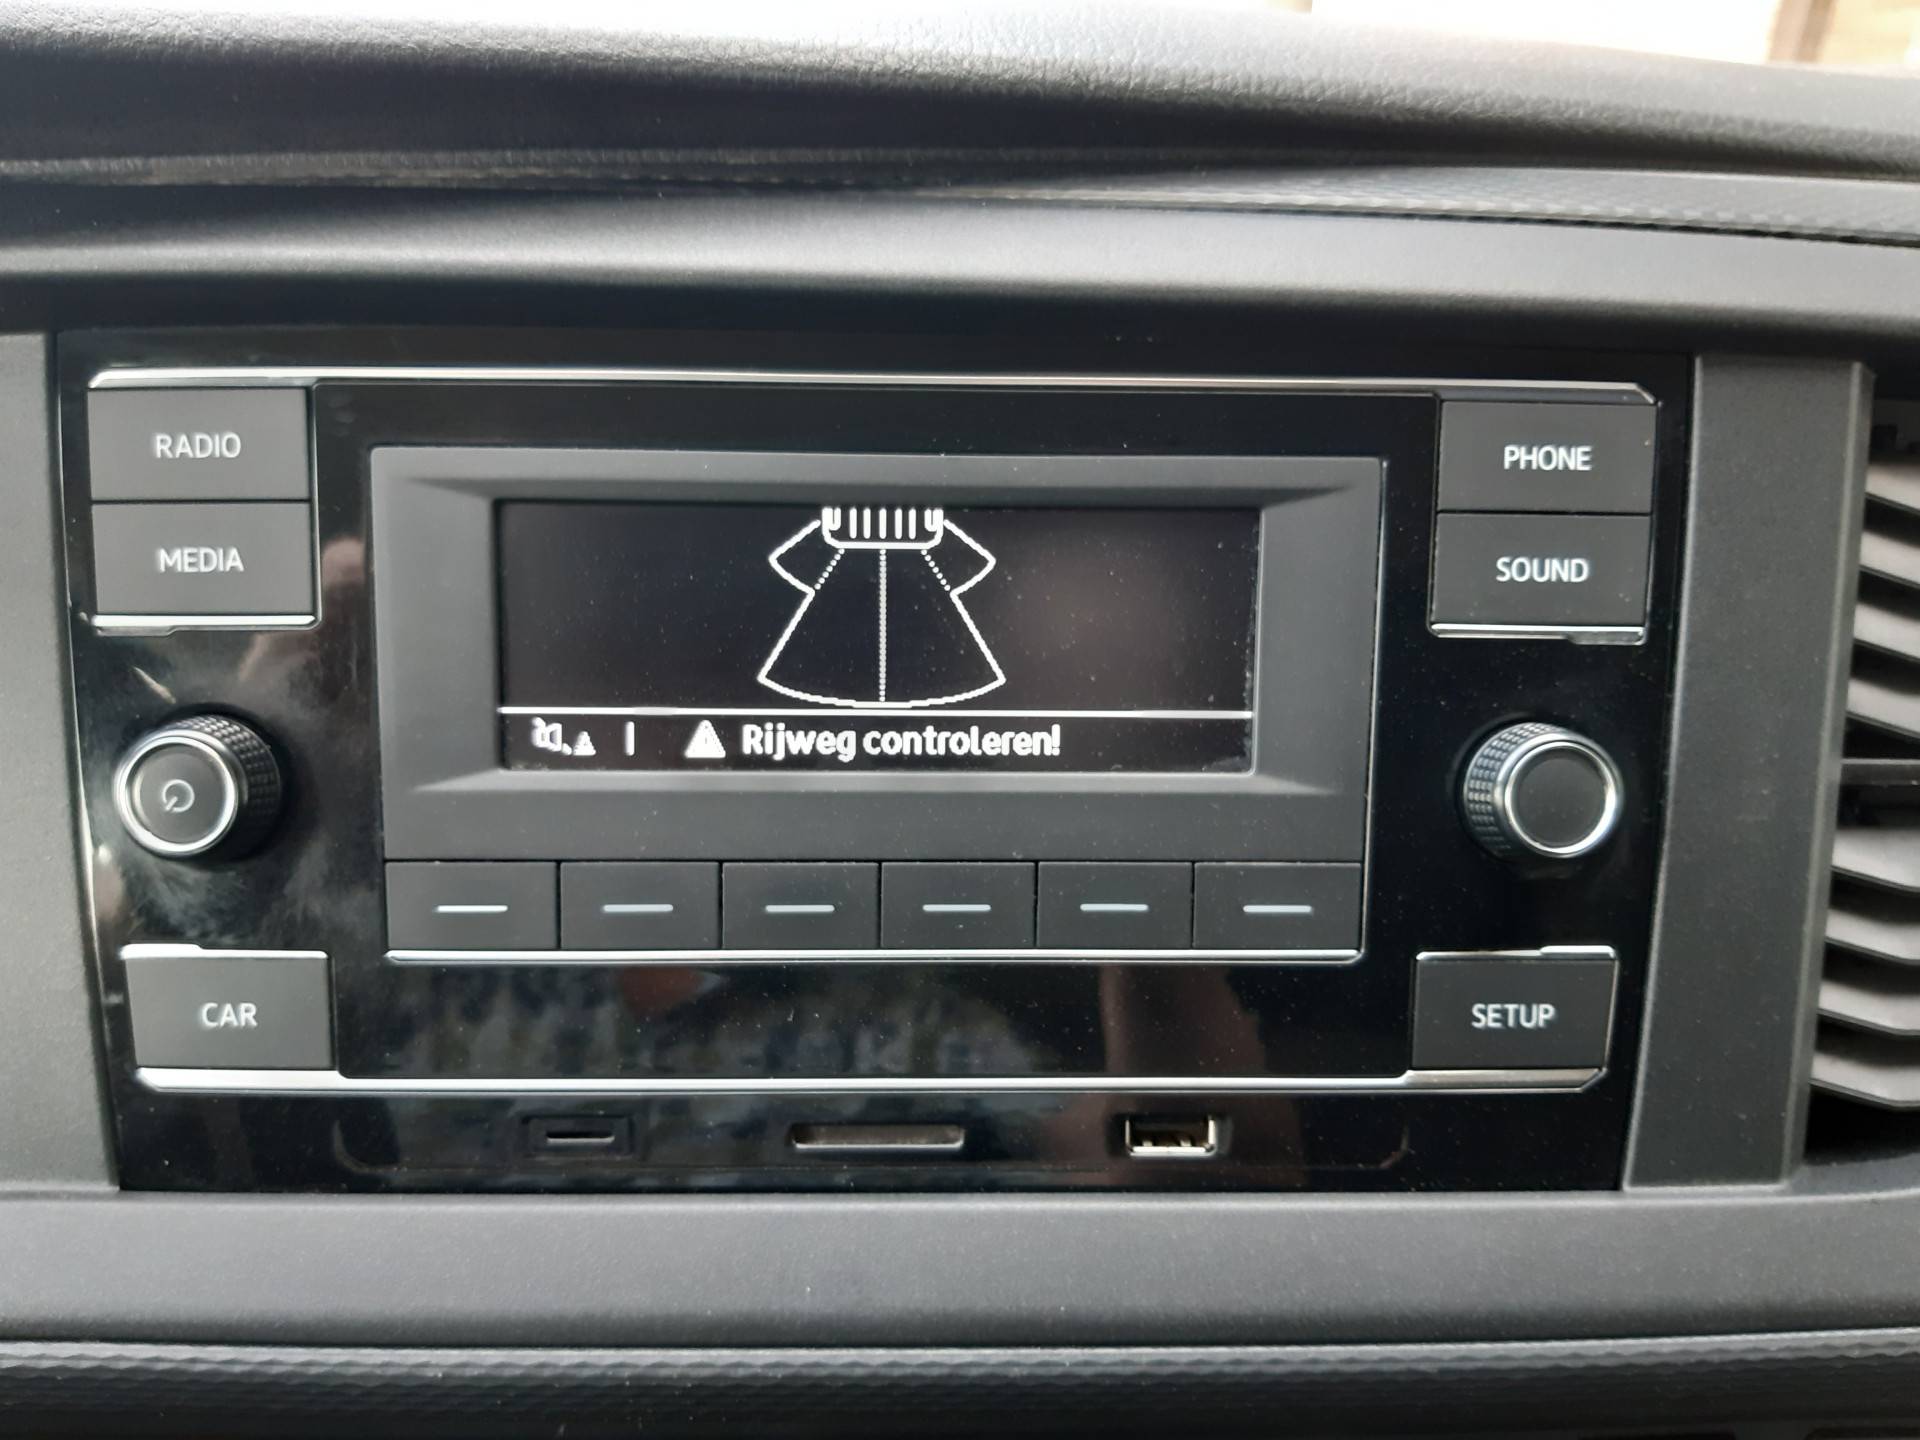 RADIO
MEDIA
PHONE
SOUND
Rijweg controleren!
CAR
SETUP